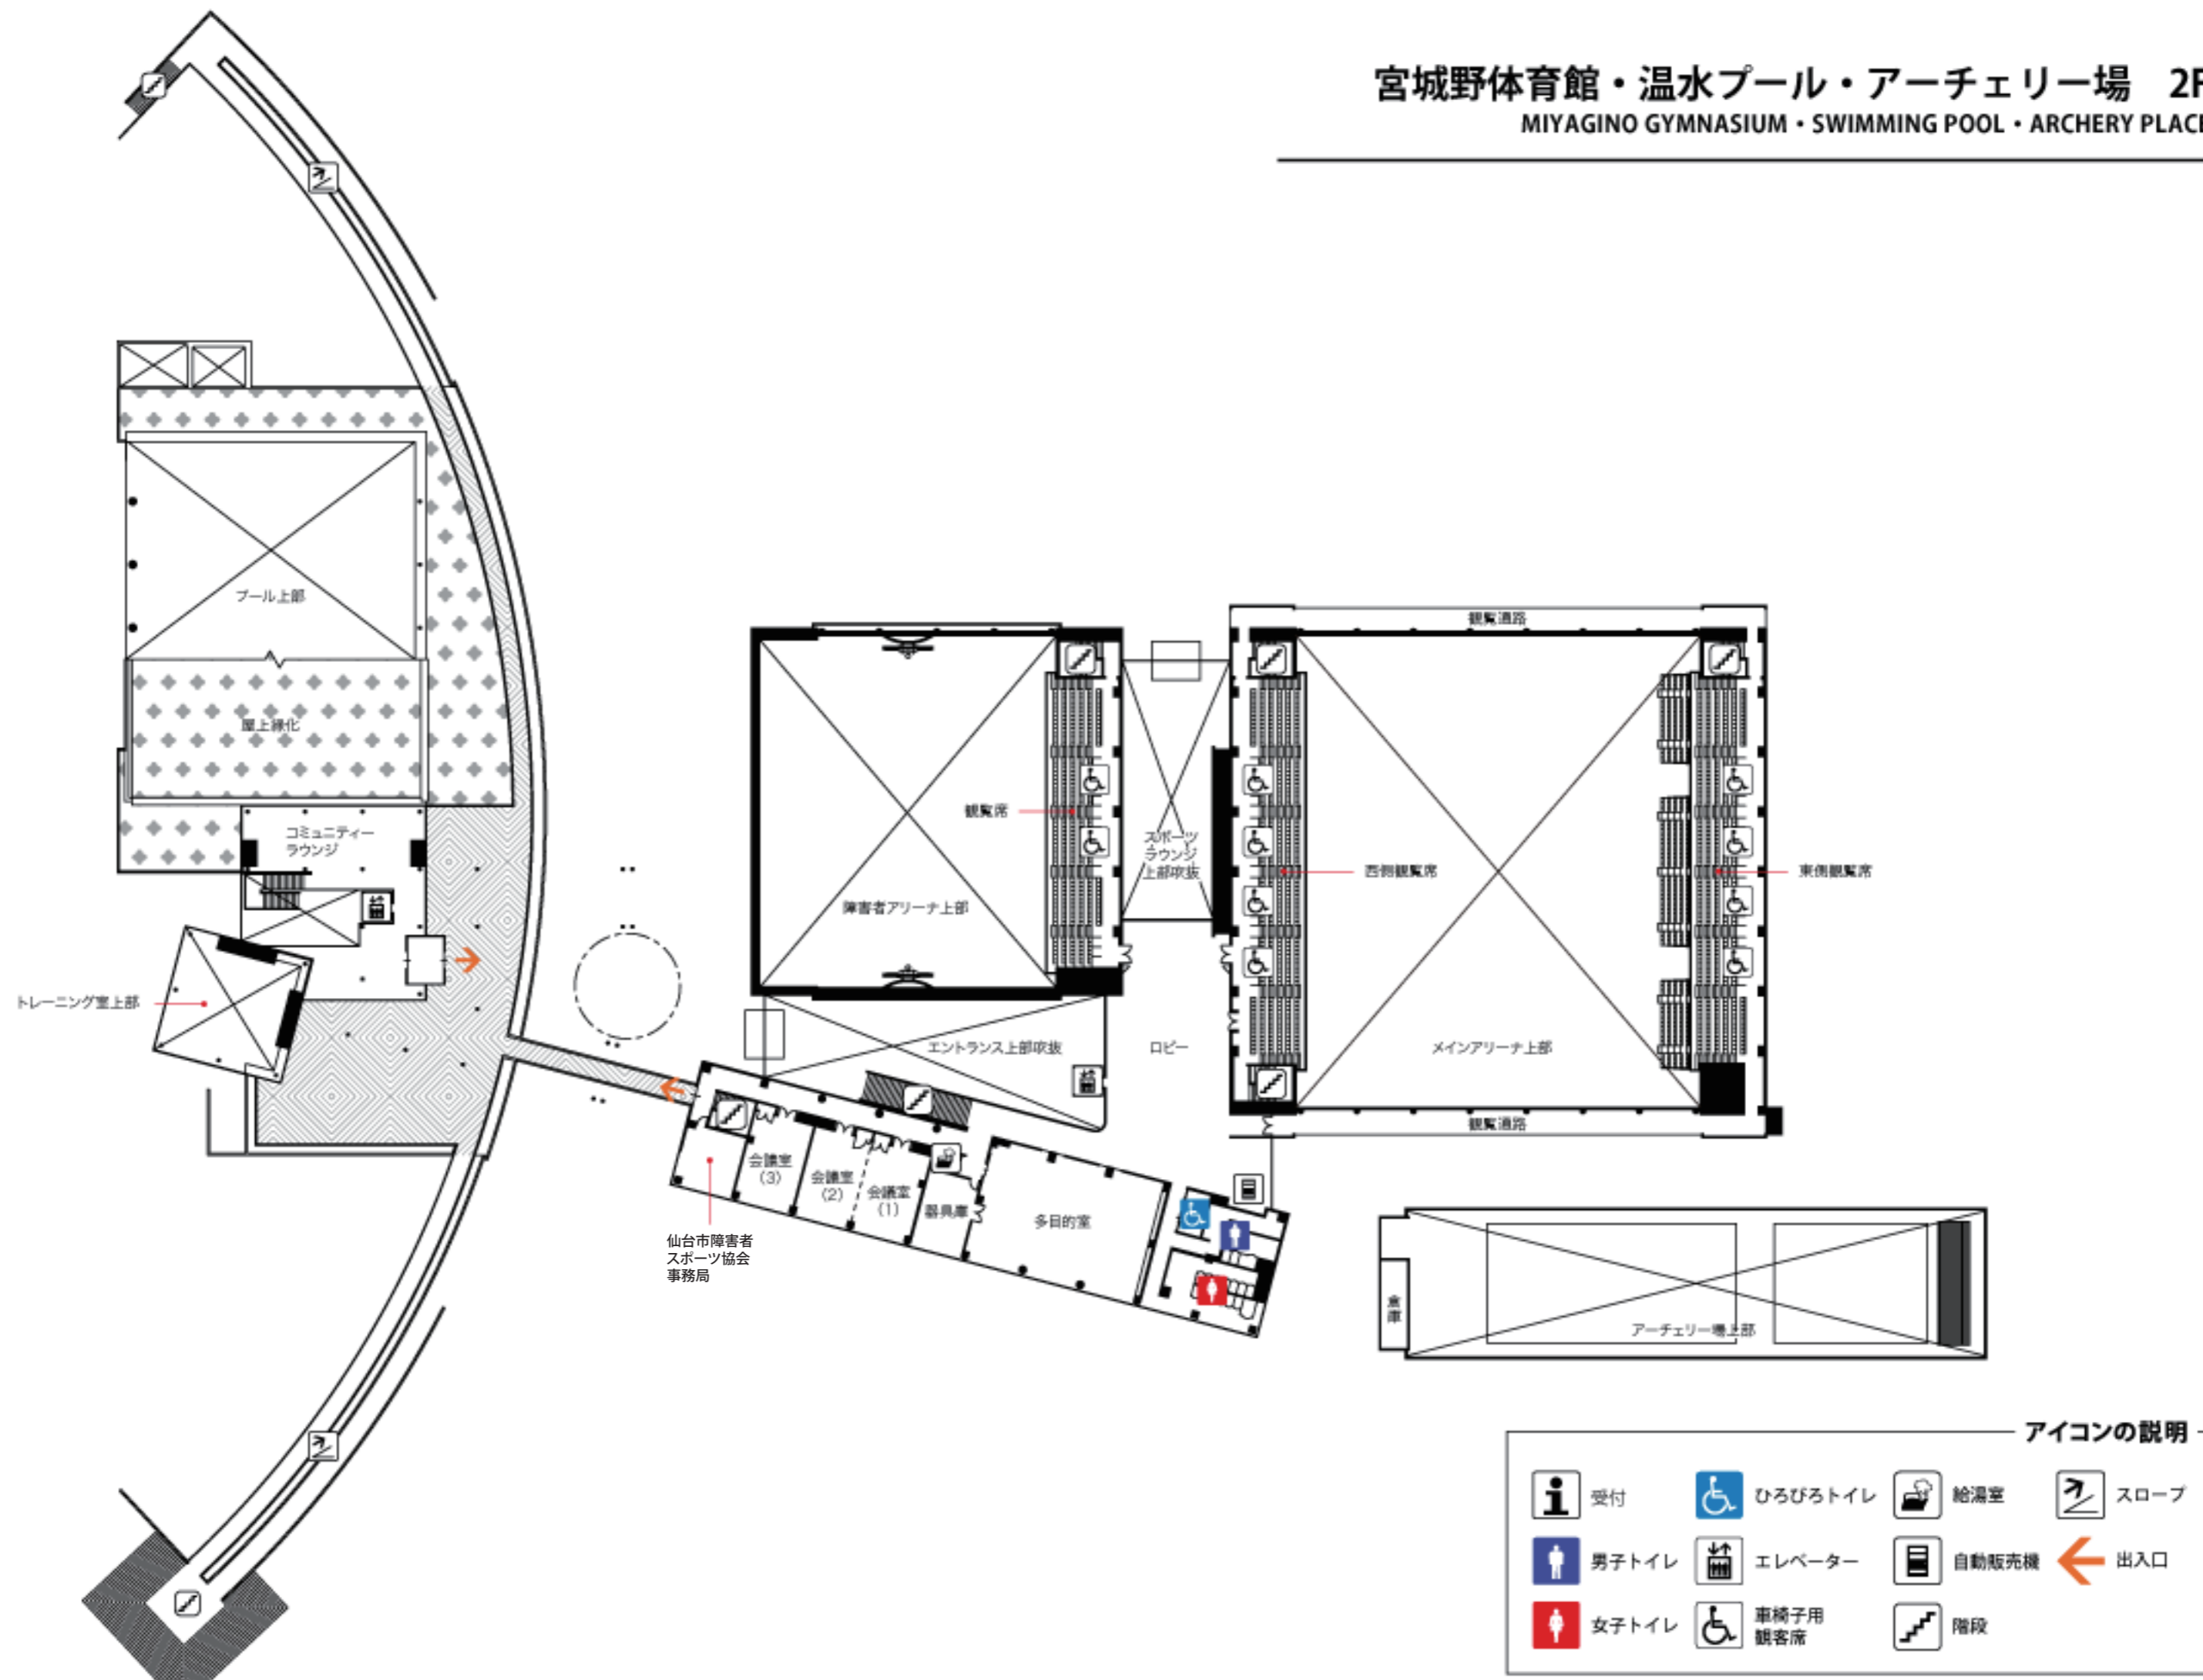 宮城野体育館・温水プール・アーチェリー場　2F
MIYAGINO GYMNASIUM・SWIMMING POOL・ARCHERY PLACE
プール上部
屋上緑化
コミュニティー
ラウンジ
トレーニング室上部
観覧通路
観覧席
スポーツ
ラウンジ
上部吹抜
西側観覧席
東側観覧席
障害者アリーナ上部
エントランス上部吹抜
ロビー
メインアリーナ上部
観覧通路
会議室
（3）
会議室
（2）
会議室
（1）
器具庫
多目的室
仙台市障害者
スポーツ協会
事務局
倉庫
アーチェリー場上部
アイコンの説明
受付
ひろびろトイレ
給湯室
スロープ
男子トイレ
エレベーター
自動販売機
出入口
女子トイレ
車椅子用
観客席
階段